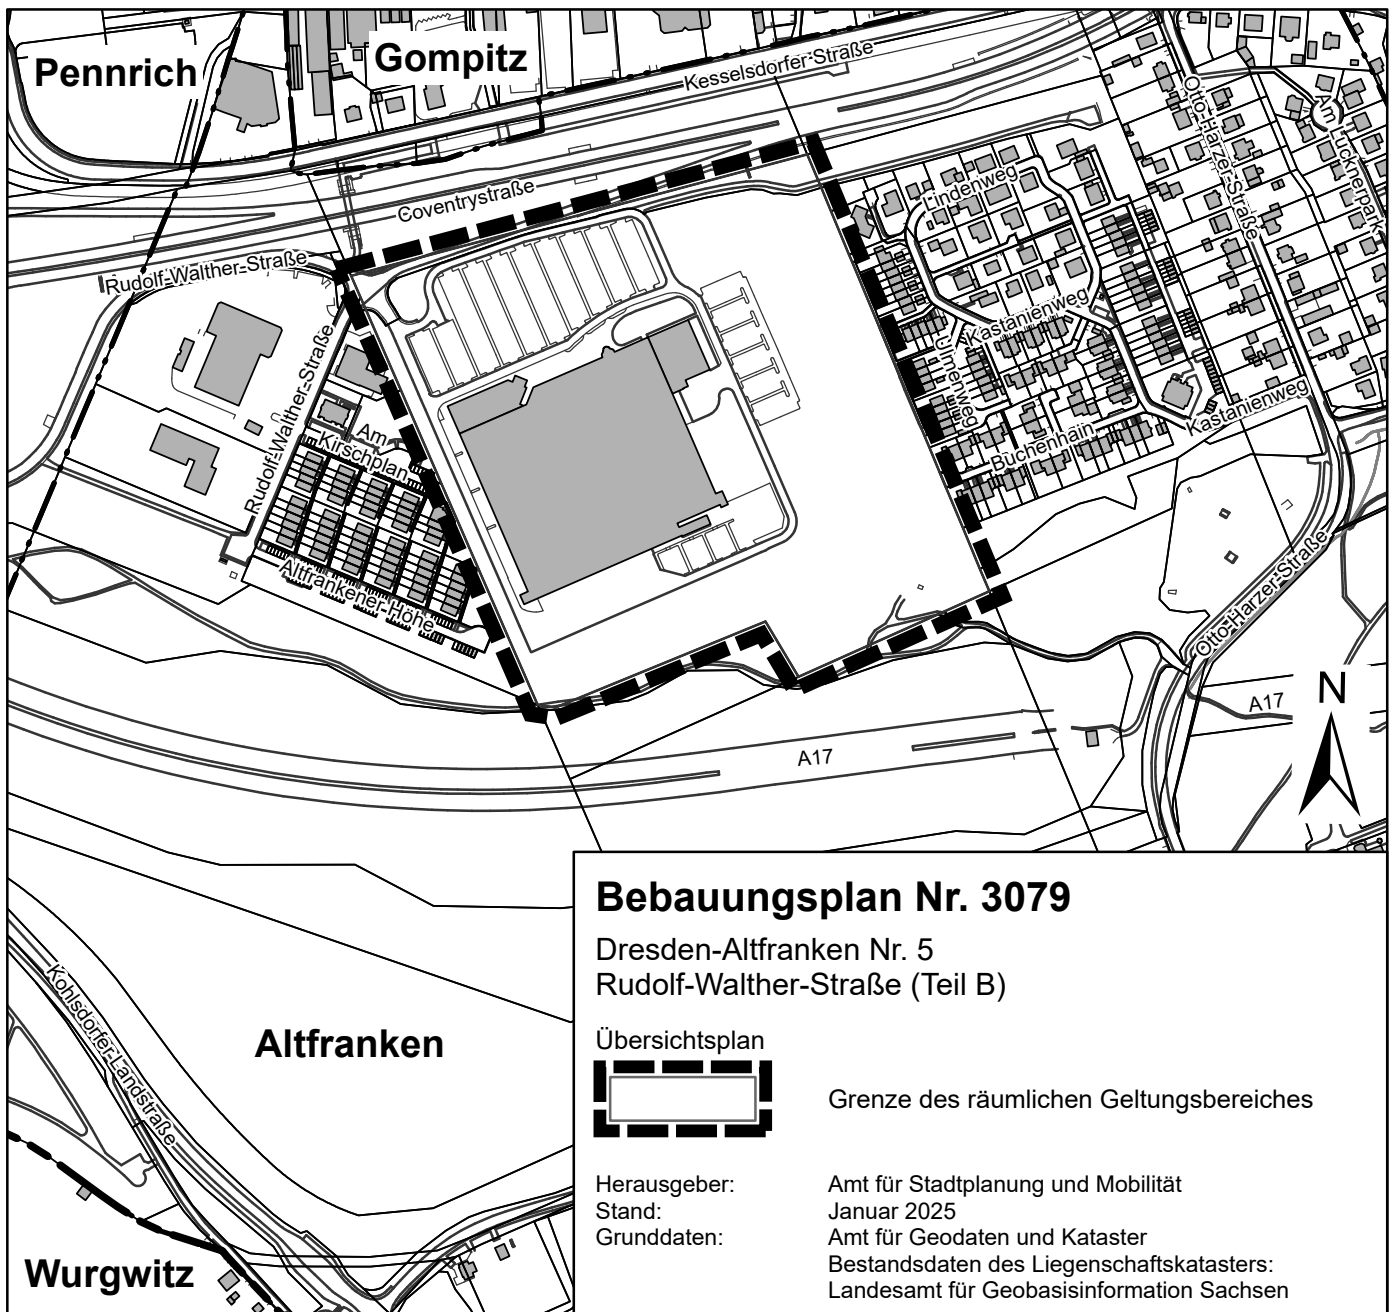 Pennrich
Gompitz
Kesselsdorfer-Straße
Otto-Harzer-Straße
Am Tucknerpark
Coventrystraße
Lindenweg
Rudolf-Walther-Straße
Rudolf-Walther-Straße
Kastanienweg
Ulmenweg
Kastanienweg
Am
Kirschplan
Buchenhain
Altfrankener-Höhe
Otto-Harzer-Straße
A17
N
A17
Bebauungsplan Nr. 3079
Dresden-Altfranken Nr. 5
Rudolf-Walther-Straße (Teil B)
Übersichtsplan
Grenze des räumlichen Geltungsbereiches
Kohlsdorfer-Landstraße
Altfranken
Wurgwitz
Herausgeber: Amt für Stadtplanung und Mobilität
Stand: Januar 2025
Grunddaten: Amt für Geodaten und Kataster
Bestandsdaten des Liegenschaftskatasters:
Landesamt für Geobasisinformation Sachsen